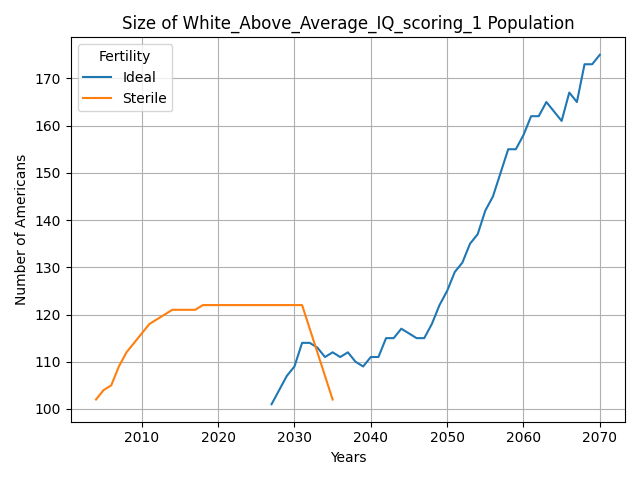 Size of White_Above_Average_IQ_scoring_1 Population
Fertility
Ideal
Sterile
Number of Americans
170
160
150
140
130
120
110
100
2010 2020 2030 2040 2050 2060 2070
Years